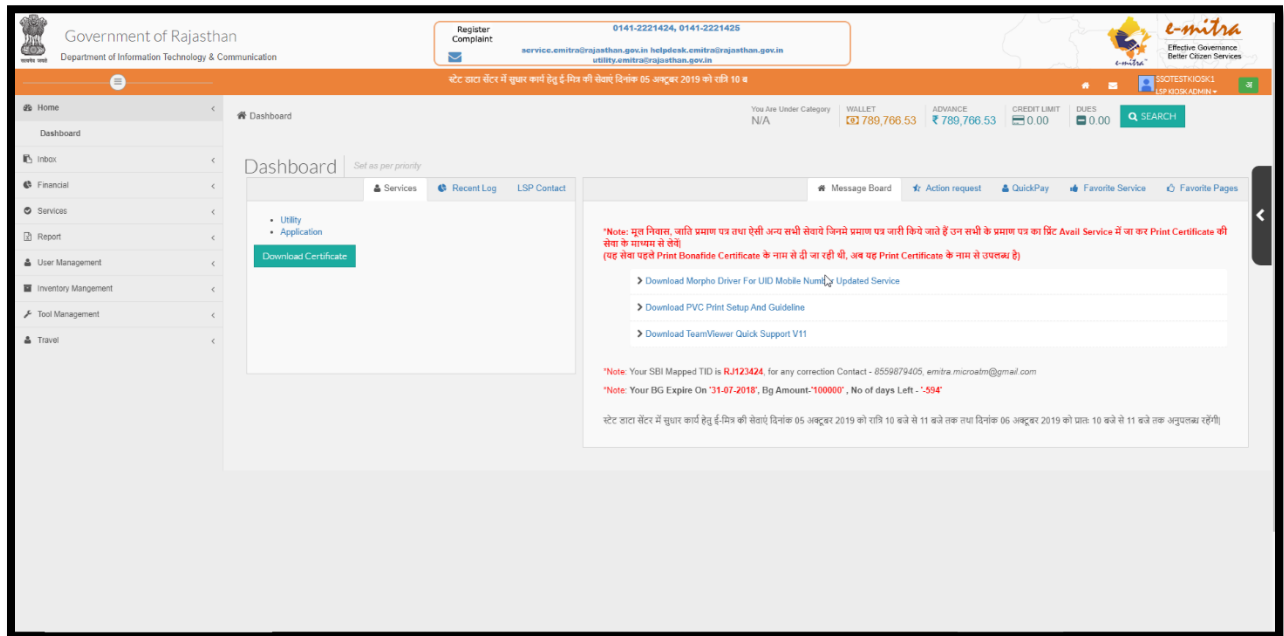 Government of Rajasthan
Department of Information Technology & Communication
Register
Complaint
0141-2221424, 0141-2221425
service.emitra@rajasthan.gov.in helpdesk.emitra@rajasthan.gov.in
utility.emitra@rajasthan.gov.in
e-mitra
e-mitra
Effective Governance
Better Citizen Services
स्टेट डाटा सेंटर में सुधार कार्य हेतु ई-मित्र की सेवाएं दिनांक 05 अक्टूबर 2019 को रात्रि 10 ब
SSOTESTKIOSK1
LSP KIOSK ADMIN
अ
Home
Dashboard
Inbox
Financial
Services
Report
User Management
Inventory Mangement
Tool Management
Travel
Dashboard
You Are Under Category
N/A
WALLET
789,766.53
ADVANCE
₹ 789,766.53
CREDIT LIMIT
0.00
DUES
0.00
SEARCH
Dashboard Set as per priority
Services Recent Log LSP Contact
Utility
Application
Download Certificate
Message Board Action request QuickPay Favorite Service Favorite Pages
*Note: मूल निवास, जाति प्रमाण पत्र तथा ऐसी अन्य सभी सेवाये जिनमे प्रमाण पत्र जारी किये जाते हैं उन सभी के प्रमाण पत्र का प्रिंट Avail Service में जा कर Print Certificate की
सेवा के माध्यम से लेवें|
(यह सेवा पहले Print Bonafide Certificate के नाम से दी जा रही थी, अब यह Print Certificate के नाम से उपलब्ध है)
Download Morpho Driver For UID Mobile Number Updated Service
Download PVC Print Setup And Guideline
Download TeamViewer Quick Support V11
*Note: Your SBI Mapped TID is RJ123424, for any correction Contact - 8559879405, emitra.microatm@gmail.com
*Note: Your BG Expire On '31-07-2018', Bg Amount-'100000' , No of days Left - '-594'
स्टेट डाटा सेंटर में सुधार कार्य हेतु ई-मित्र की सेवाएं दिनांक 05 अक्टूबर 2019 को रात्रि 10 बजे से 11 बजे तक तथा दिनांक 06 अक्टूबर 2019 को प्रात: 10 बजे से 11 बजे तक अनुपलब्ध रहेंगी|